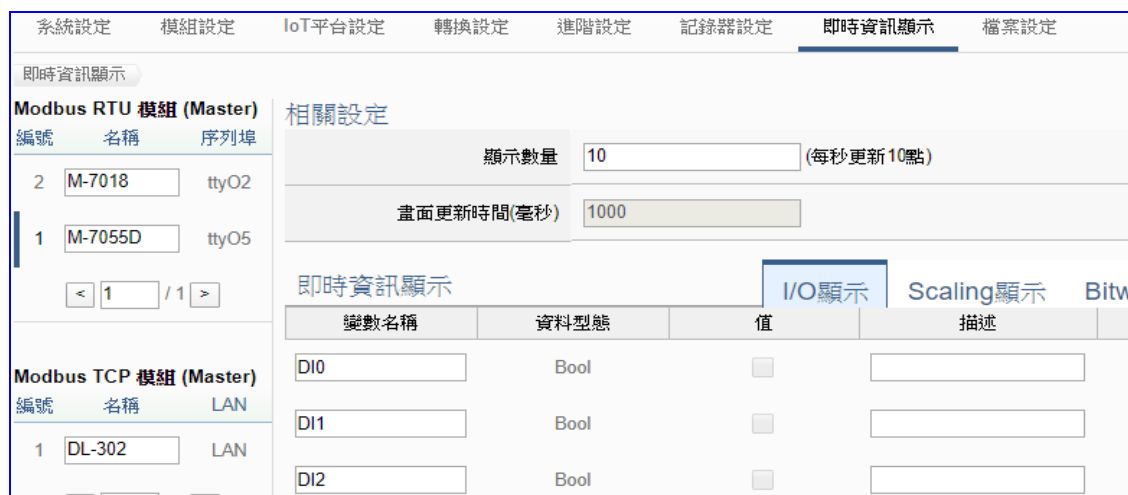 系統設定 模組設定 IoT平台設定 轉換設定 進階設定 記錄器設定 即時資訊顯示 檔案設定
即時資訊顯示
Modbus RTU 模組 (Master)
編號 名稱 序列埠
2 M-7018 ttyO2
1 M-7055D ttyO5
< 1 / 1 >
Modbus TCP 模組 (Master)
編號 名稱 LAN
1 DL-302 LAN
相關設定
顯示數量 10 (每秒更新10點)
畫面更新時間(毫秒) 1000
即時資訊顯示 I/O顯示 Scaling顯示 Bitw
變數名稱 資料型態 值 描述
DI0 Bool
DI1 Bool
DI2 Bool